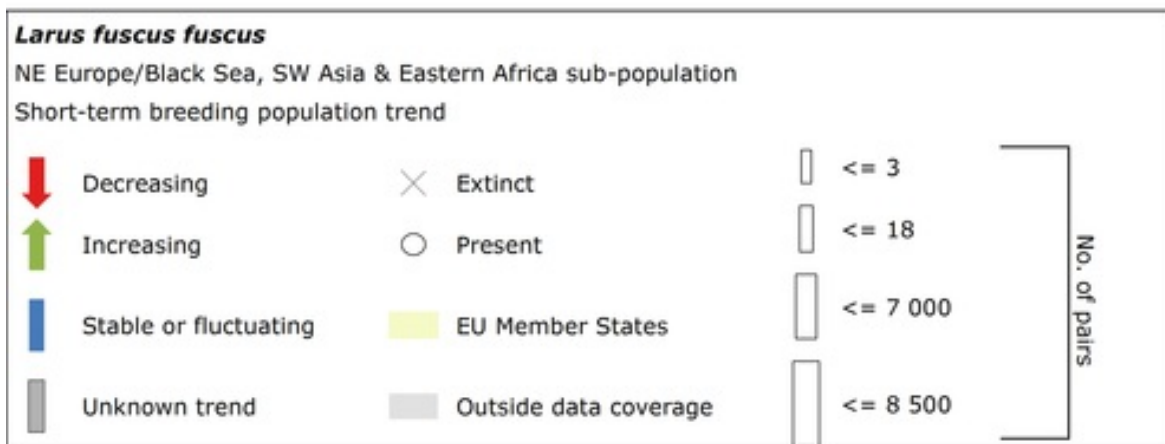 Larus fuscus fuscus
NE Europe/Black Sea, SW Asia & Eastern Africa sub-population
Short-term breeding population trend
Decreasing
Extinct
<= 3
Increasing
Present
<= 18
Stable or fluctuating
EU Member States
<= 7 000
Unknown trend
Outside data coverage
<= 8 500
No. of pairs